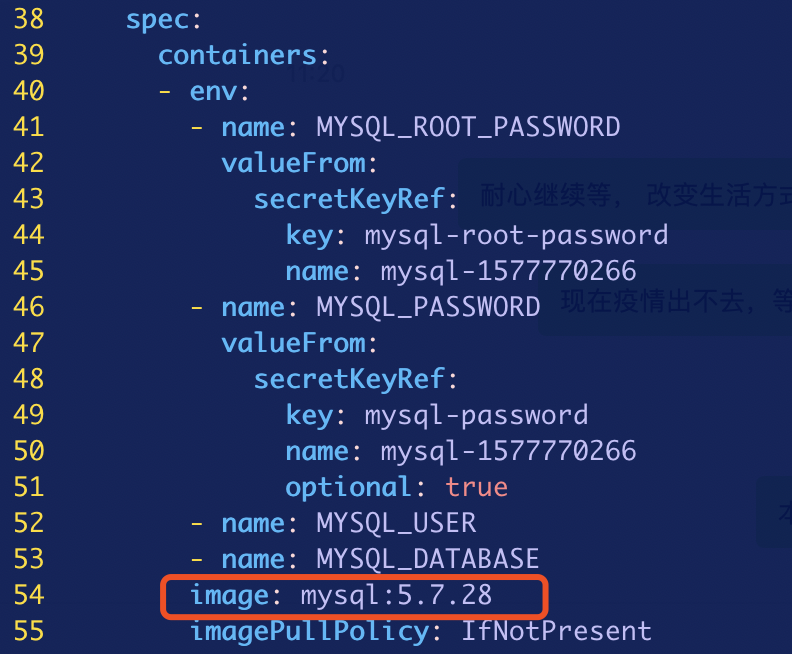 38 spec:
39 containers:
40 - env:
41 - name: MYSQL_ROOT_PASSWORD
42 valueFrom:
43 secretKeyRef:
44 key: mysql-root-password
45 name: mysql-1577770266
46 - name: MYSQL_PASSWORD
47 valueFrom:
48 secretKeyRef:
49 key: mysql-password
50 name: mysql-1577770266
51 optional: true
52 - name: MYSQL_USER
53 - name: MYSQL_DATABASE
54 image: mysql:5.7.28
55 imagePullPolicy: IfNotPresent
11:20
耐心继续等， 改变生活方式
现在疫情出不去，等